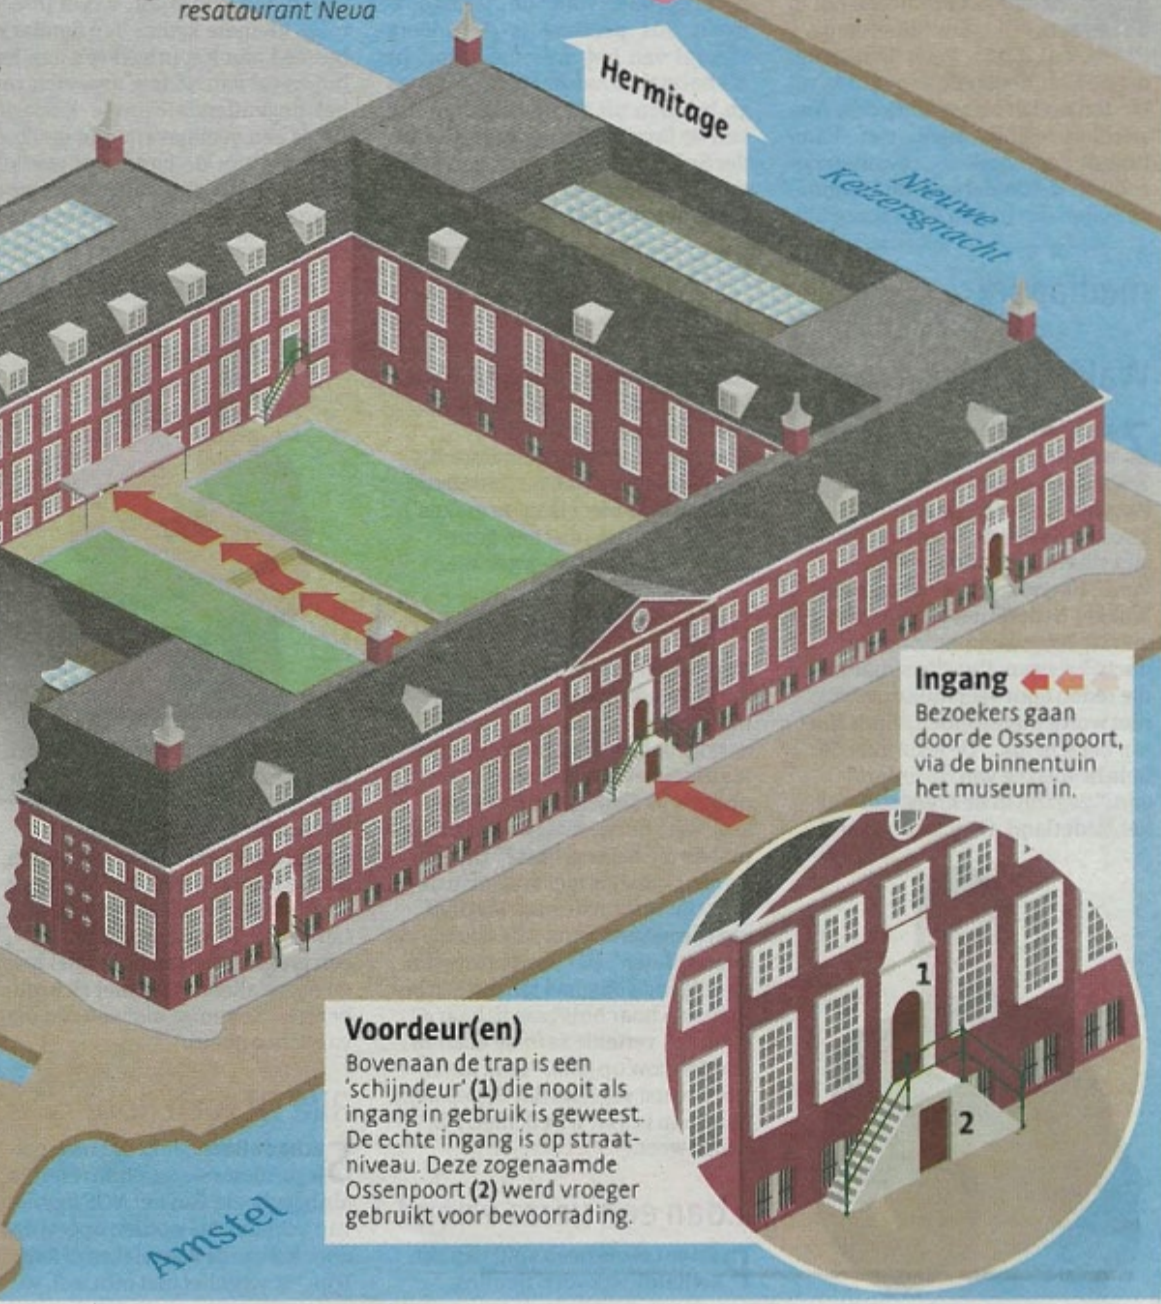 resataurant Neva
Hermitage
Nieuwe
Keizersgracht
Ingang
Bezoekers gaan
door de Ossenpoort,
via de binnentuin
het museum in.
1
2
Voordeur(en)
Bovenaan de trap is een
'schijndeur' (1) die nooit als
ingang in gebruik is geweest.
De echte ingang is op straat-
niveau. Deze zogenaamde
Ossenpoort (2) werd vroeger
gebruikt voor bevoorrading.
Amstel